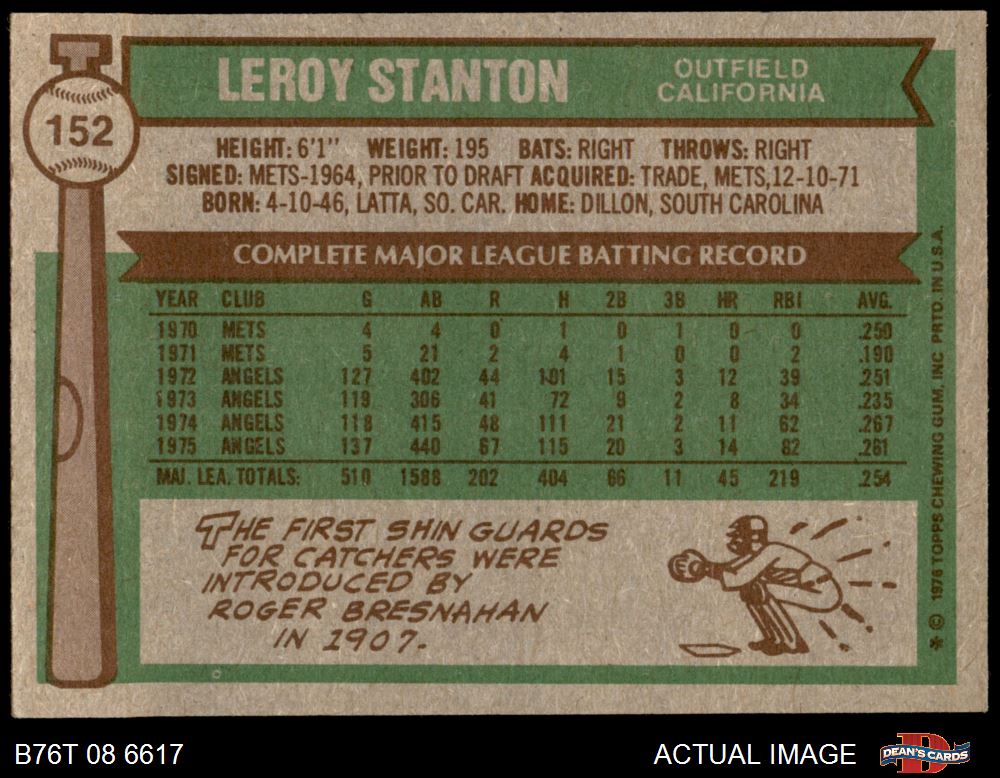 152
LEROY STANTON
OUTFIELD
CALIFORNIA
HEIGHT: 6'1" WEIGHT: 195 BATS: RIGHT THROWS: RIGHT
SIGNED: METS-1964, PRIOR TO DRAFT ACQUIRED: TRADE, METS,12-10-71
BORN: 4-10-46, LATTA, SO. CAR. HOME: DILLON, SOUTH CAROLINA
COMPLETE MAJOR LEAGUE BATTING RECORD
YEAR CLUB G AB R H 2B 3B HR RBI AVG.
1970 METS 4 4 0 1 0 1 0 0 .250
1971 METS 5 21 2 4 1 0 0 2 .190
1972 ANGELS 127 402 44 101 15 3 12 39 .251
1973 ANGELS 119 306 41 72 9 2 8 34 .235
1974 ANGELS 118 415 48 111 21 2 11 62 .267
1975 ANGELS 137 440 67 115 20 3 14 82 .261
MAJ. LEA. TOTALS: 510 1588 202 404 66 11 45 219 .254
THE FIRST SHIN GUARDS
FOR CATCHERS WERE
INTRODUCED BY
ROGER BRESNAHAN
IN 1907.
* © 1976 TOPPS CHEWING GUM, INC PRTD. IN U.S.A.
B76T 08 6617
ACTUAL IMAGE
DEAN'S CARDS